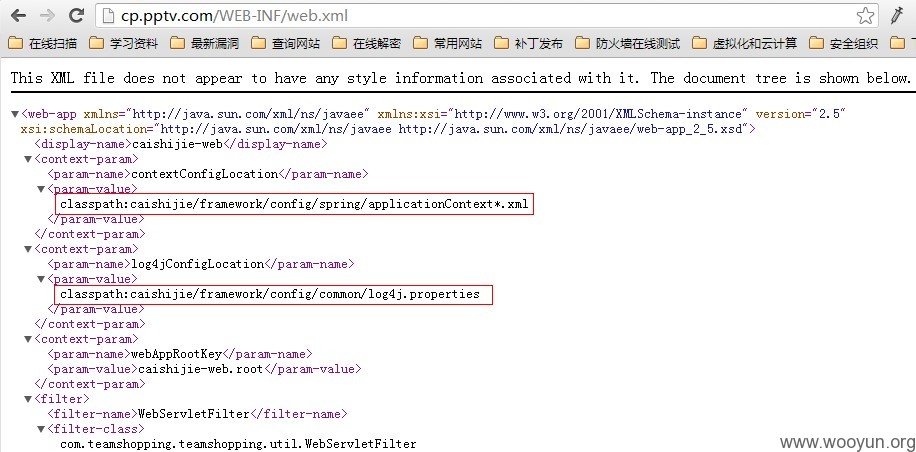 cp.pptv.com/WEB-INF/web.xml
在线扫描 学习资料 最新漏洞 查询网站 在线解密 常用网站 补丁发布 防火墙在线测试 虚拟化和云计算 安全组织
This XML file does not appear to have any style information associated with it. The document tree is shown below.
▼<web-app xmlns="http://java.sun.com/xml/ns/javaee" xmlns:xsi="http://www.w3.org/2001/XMLSchema-instance" version="2.5"
xsi:schemaLocation="http://java.sun.com/xml/ns/javaee http://java.sun.com/xml/ns/javaee/web-app_2_5.xsd">
<display-name>caishijie-web</display-name>
▼<context-param>
<param-name>contextConfigLocation</param-name>
▼<param-value>
classpath:caishijie/framework/config/spring/applicationContext*.xml
</param-value>
</context-param>
▼<context-param>
<param-name>log4jConfigLocation</param-name>
▼<param-value>
classpath:caishijie/framework/config/common/log4j.properties
</param-value>
</context-param>
▼<context-param>
<param-name>webAppRootKey</param-name>
<param-value>caishijie-web.root</param-value>
</context-param>
▼<filter>
<filter-name>WebServletFilter</filter-name>
▼<filter-class>
com.teamshopping.teamshopping.util.WebServletFilter
www.wooyun.org